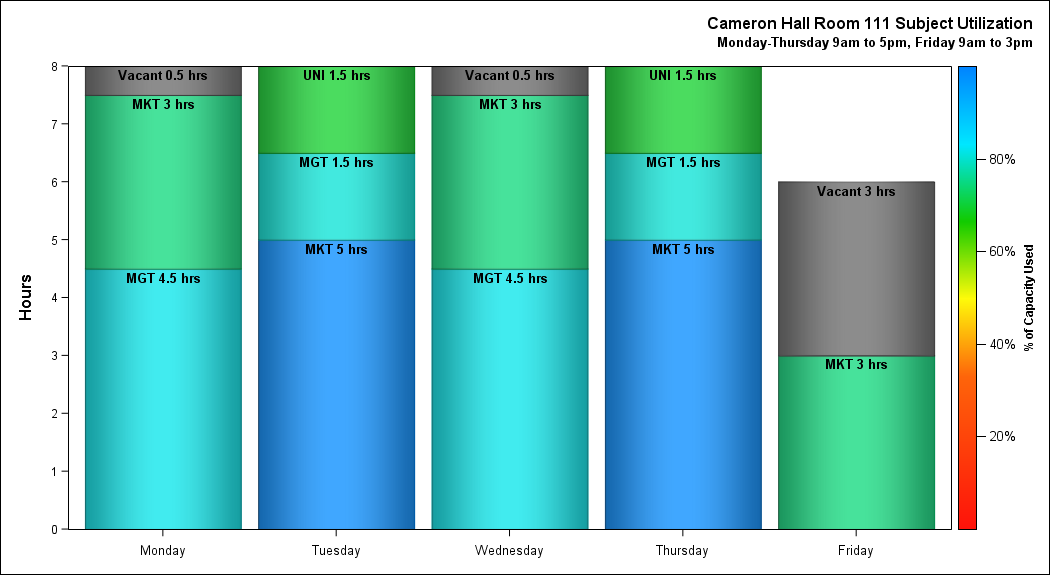 Cameron Hall Room 111 Subject Utilization
Monday-Thursday 9am to 5pm, Friday 9am to 3pm
Hours
8
7
6
5
4
3
2
1
0
Vacant 0.5 hrs
MKT 3 hrs
MGT 4.5 hrs
UNI 1.5 hrs
MGT 1.5 hrs
MKT 5 hrs
Vacant 0.5 hrs
MKT 3 hrs
MGT 4.5 hrs
UNI 1.5 hrs
MGT 1.5 hrs
MKT 5 hrs
Vacant 3 hrs
MKT 3 hrs
Monday
Tuesday
Wednesday
Thursday
Friday
80%
60%
40%
20%
% of Capacity Used